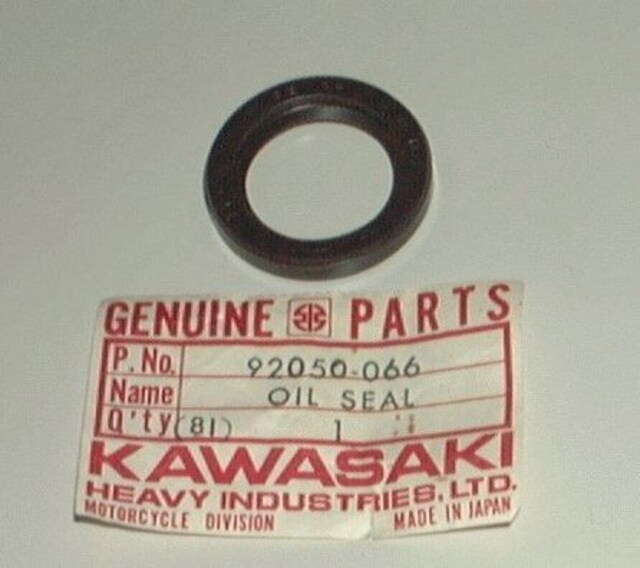 GENUINE PARTS
P. No. 92050-066
Name OIL SEAL
Q'ty (81) 1
KAWASAKI
HEAVY INDUSTRIES, LTD.
MOTORCYCLE DIVISION MADE IN JAPAN